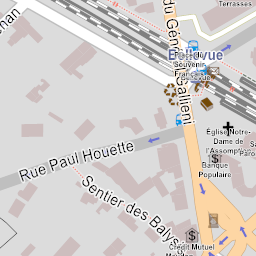 Terrasses
du Général Gallieni
Bellevue
Souvenir
Français
Rue Paul Houette
Église Notre-
Dame de
l'Assomption
Banque
Populaire
Sentier des Balys
Crédit Mutuel